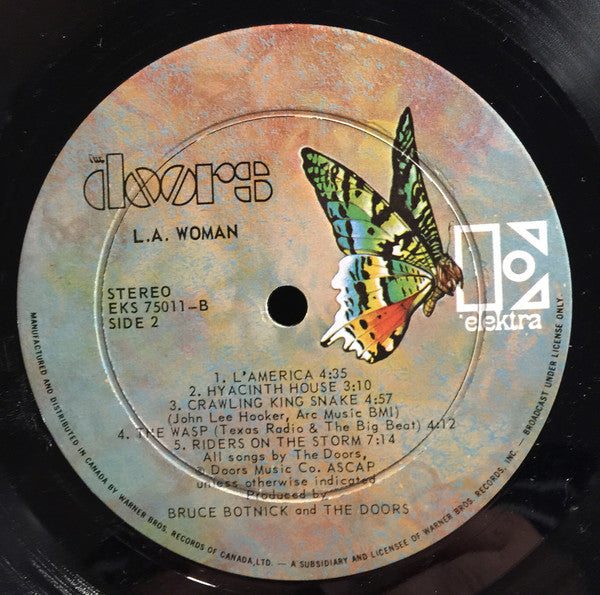 the
doors
L.A. WOMAN
STEREO
EKS 75011-B
SIDE 2
elektra
1. L'AMERICA 4:35
2. HYACINTH HOUSE 3:10
3. CRAWLING KING SNAKE 4:57
(John Lee Hooker, Arc Music BMI)
4. THE WASP (Texas Radio & The Big Beat) 4:12
5. RIDERS ON THE STORM 7:14
All songs by The Doors,
© Doors Music Co. ASCAP
unless otherwise indicated
Produced by
BRUCE BOTNICK and THE DOORS
MANUFACTURED AND DISTRIBUTED IN CANADA BY WARNER BROS. RECORDS OF CANADA, LTD. – A SUBSIDIARY AND LICENSEE OF WARNER BROS. RECORDS, INC. BROADCAST UNDER LICENSE ONLY.